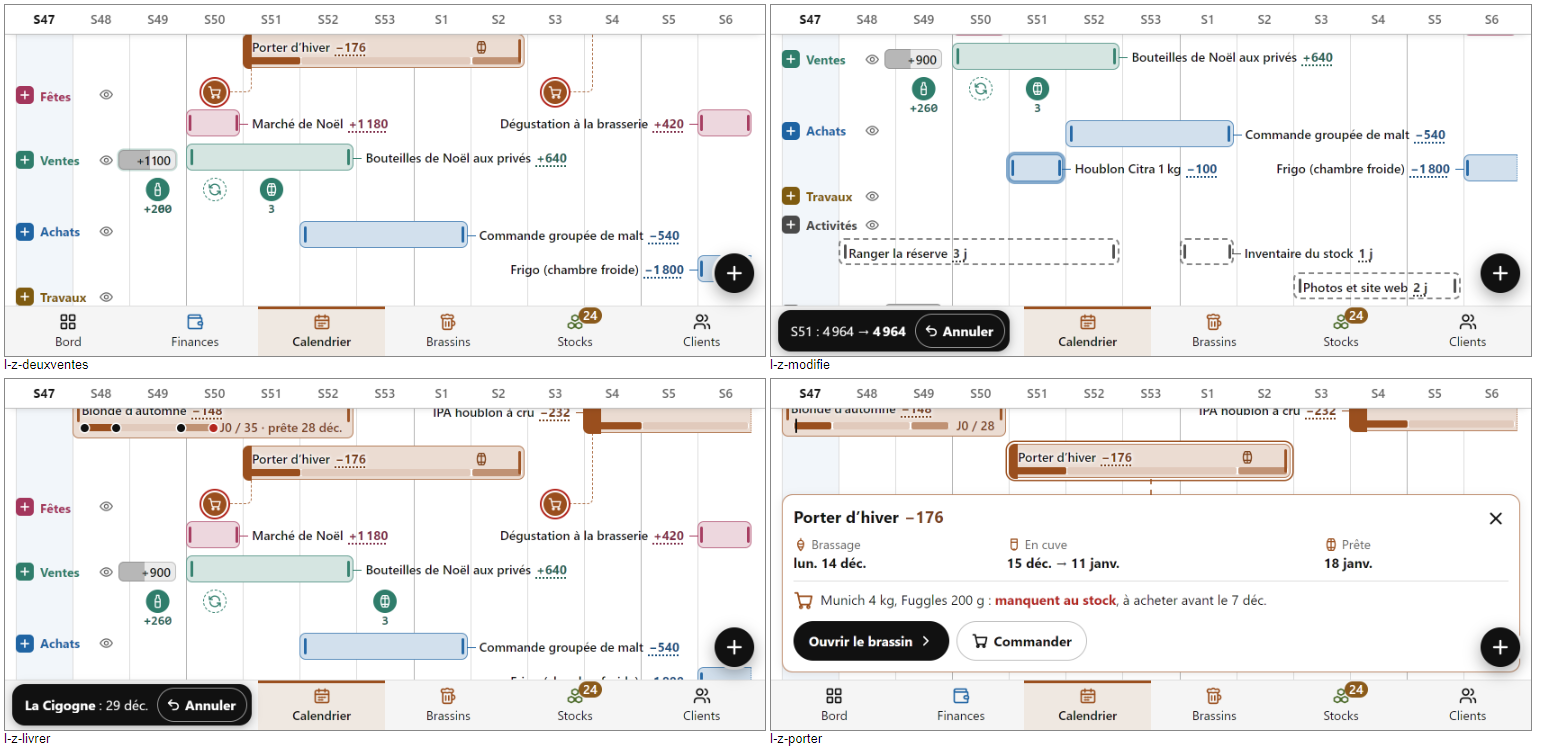 S47 S48 S49 S50 S51 S52 S53 S1 S2 S3 S4 S5 S6
Porter d’hiver −176
Fêtes
Marché de Noël +1 180
Dégustation à la brasserie +420
Ventes +1100
Bouteilles de Noël aux privés +640
+200 3
Achats
Commande groupée de malt −540
Frigo (chambre froide) −1 800
Travaux
Bord Finances Calendrier Brassins 24 Stocks Clients
l-z-deuxventes
S47 S48 S49 S50 S51 S52 S53 S1 S2 S3 S4 S5 S6
Ventes +900
Bouteilles de Noël aux privés +640
+260 3
Achats
Commande groupée de malt −540
Houblon Citra 1 kg −100
Frigo (chambre froide) −1 800
Travaux
Activités
Ranger la réserve 3 j
Inventaire du stock 1 j
Photos et site web 2 j
S51 : 4 964 → 4 964 Annuler
Calendrier Brassins 24 Stocks Clients
l-z-modifie
S47 S48 S49 S50 S51 S52 S53 S1 S2 S3 S4 S5 S6
Blonde d’automne −148
IPA houblon à cru −232
J0 / 35 · prête 28 déc.
Porter d’hiver −176
Fêtes
Marché de Noël +1 180
Dégustation à la brasserie +420
Ventes +900
Bouteilles de Noël aux privés +640
+260 3
Achats
Commande groupée de malt −540
Frigo (chambre froide) −1 800
La Cigogne : 29 déc. Annuler
Calendrier Brassins 24 Stocks Clients
l-z-livrer
S47 S48 S49 S50 S51 S52 S53 S1 S2 S3 S4 S5 S6
Blonde d’automne −148
IPA houblon à cru −232
J0 / 28
Porter d’hiver −176
Porter d’hiver −176
Brassage En cuve Prête
lun. 14 déc. 15 déc. → 11 janv. 18 janv.
Munich 4 kg, Fuggles 200 g : manquent au stock, à acheter avant le 7 déc.
Ouvrir le brassin Commander
Bord Finances Calendrier Brassins 24 Stocks Clients
l-z-porter